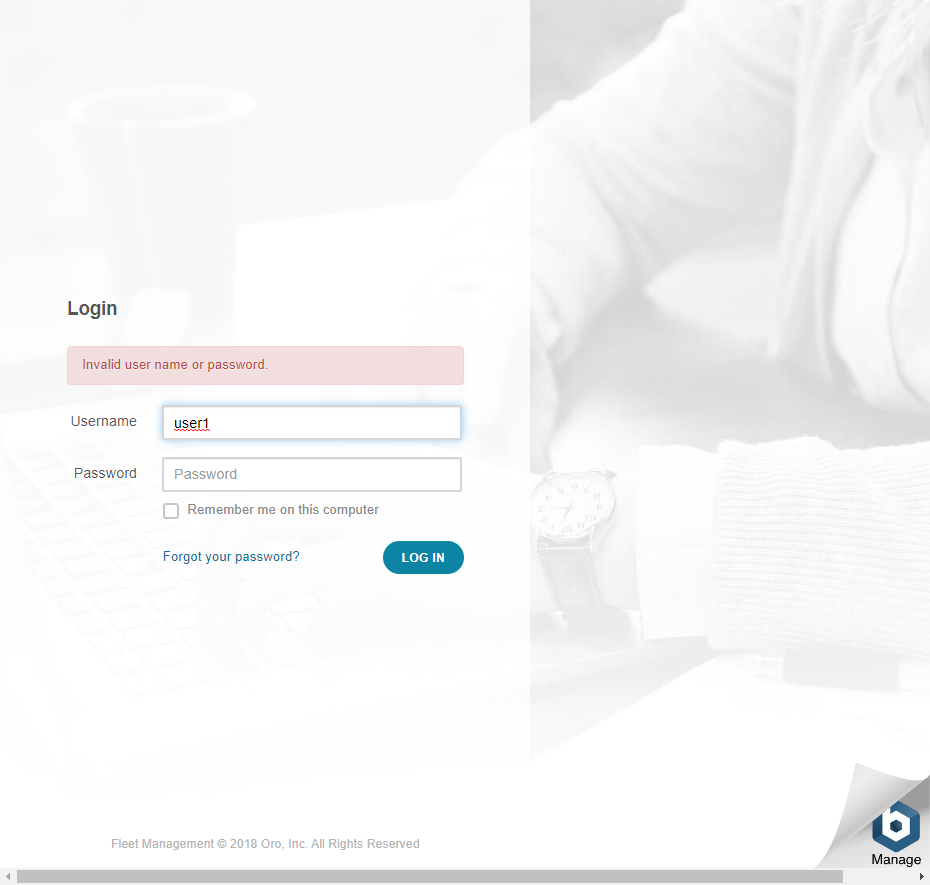 Login
Invalid user name or password.
Username
user1
Password
Password
Remember me on this computer
Forgot your password?
LOG IN
Fleet Management © 2018 Oro, Inc. All Rights Reserved
Manage